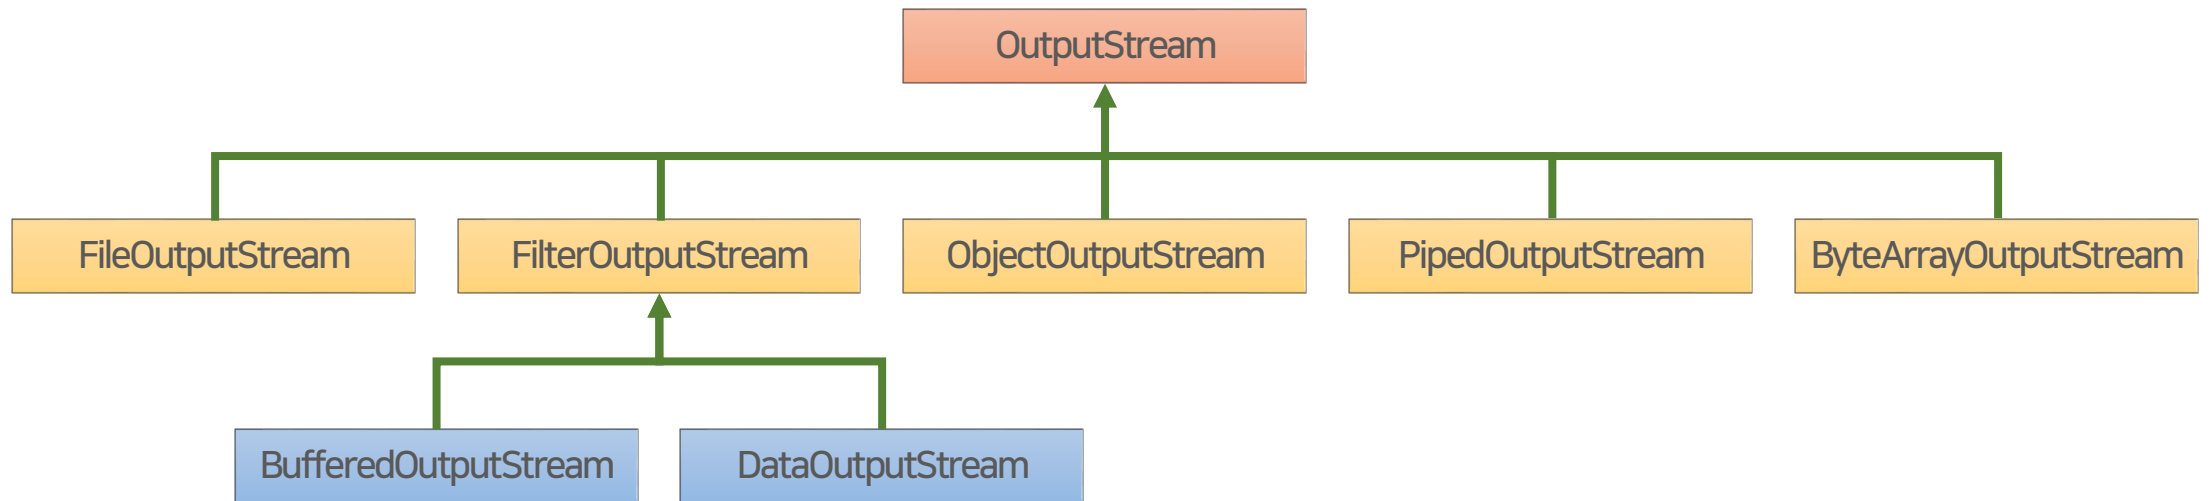 OutputStream
FileOutputStream
FilterOutputStream
ObjectOutputStream
PipedOutputStream
ByteArrayOutputStream
BufferedOutputStream
DataOutputStream